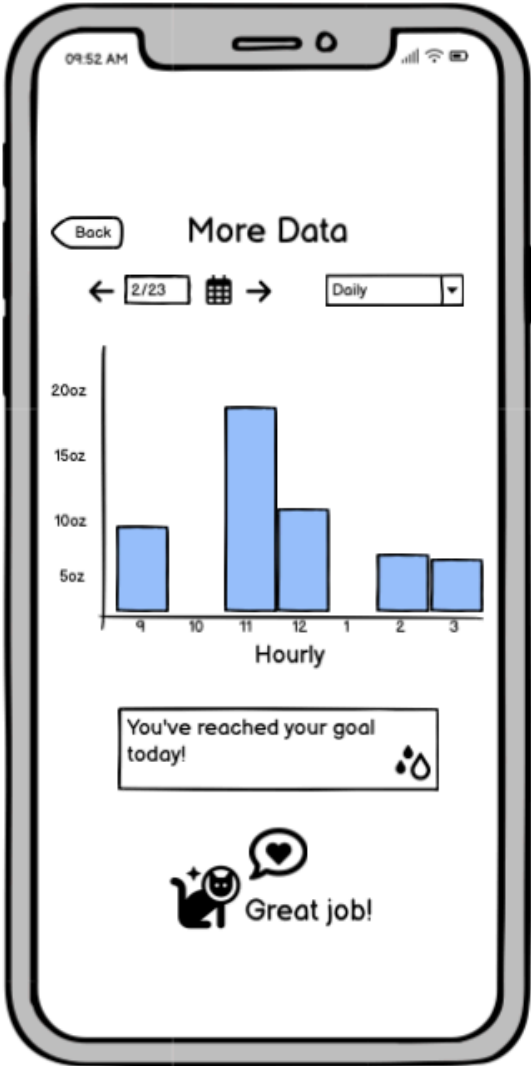 09:52 AM
Back
More Data
2/23
Daily
20oz
15oz
10oz
5oz
9 10 11 12 1 2 3
Hourly
You've reached your goal
today!
Great job!